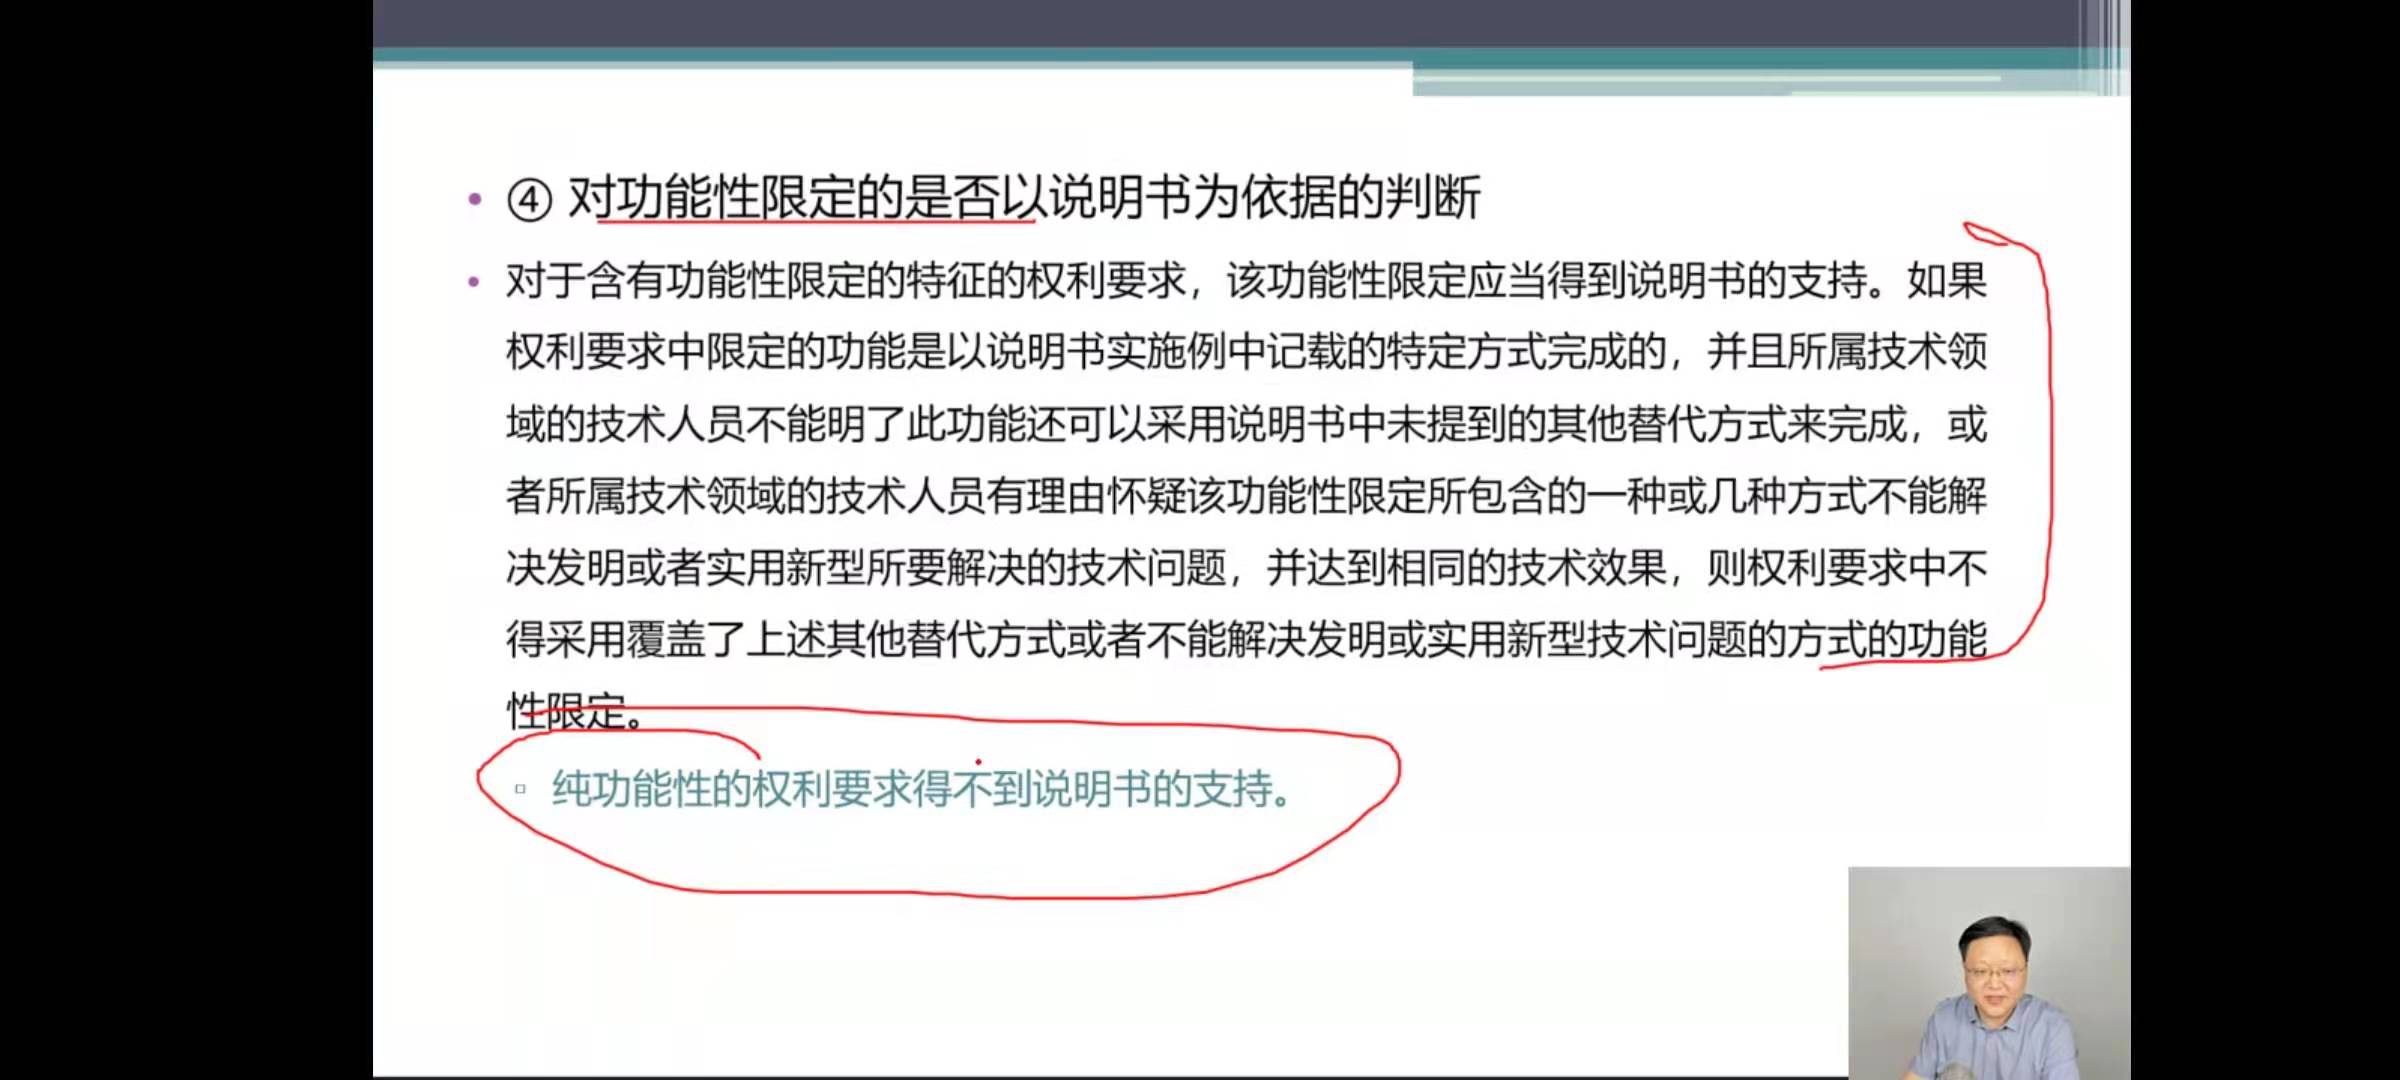 ④ 对功能性限定的是否以说明书为依据的判断
对于含有功能性限定的特征的权利要求，该功能性限定应当得到说明书的支持。如果
权利要求中限定的功能是以说明书实施例中记载的特定方式完成的，并且所属技术领
域的技术人员不能明了此功能还可以采用说明书中未提到的其他替代方式来完成，或
者所属技术领域的技术人员有理由怀疑该功能性限定所包含的一种或几种方式不能解
决发明或者实用新型所要解决的技术问题，并达到相同的技术效果，则权利要求中不
得采用覆盖了上述其他替代方式或者不能解决发明或实用新型技术问题的方式的功能
性限定。
纯功能性的权利要求得不到说明书的支持。